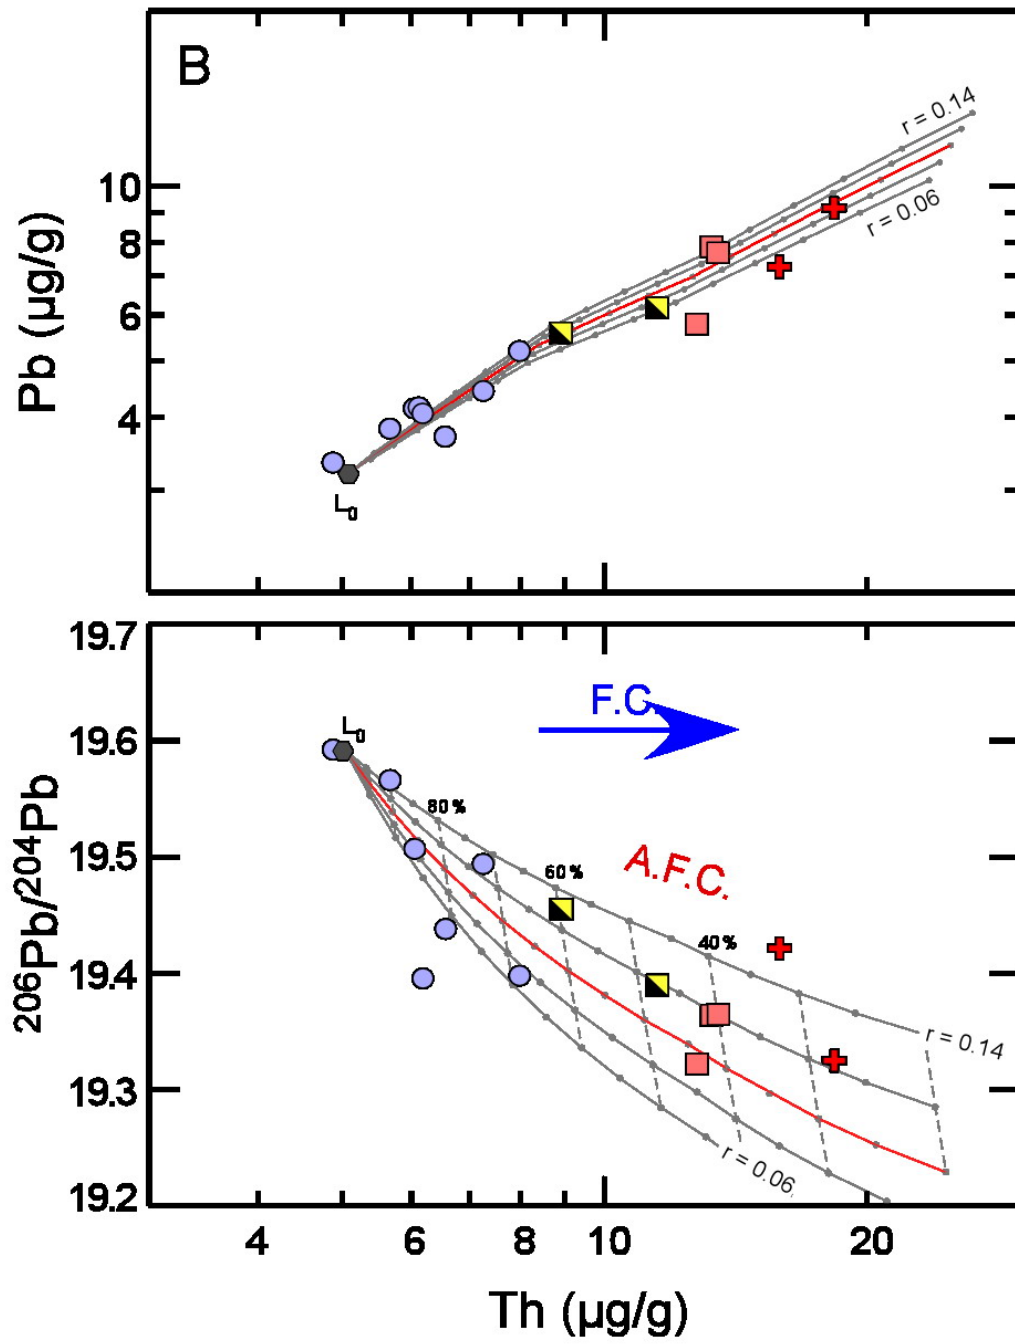 B
r = 0.14
r = 0.06
10
8
6
4
Pb (µg/g)
L0
19.7
19.6
19.5
19.4
19.3
19.2
206Pb/204Pb
F.C.
L0
80 %
60 %
A.F.C.
40 %
r = 0.14
r = 0.06
4
6
8
10
20
Th (µg/g)